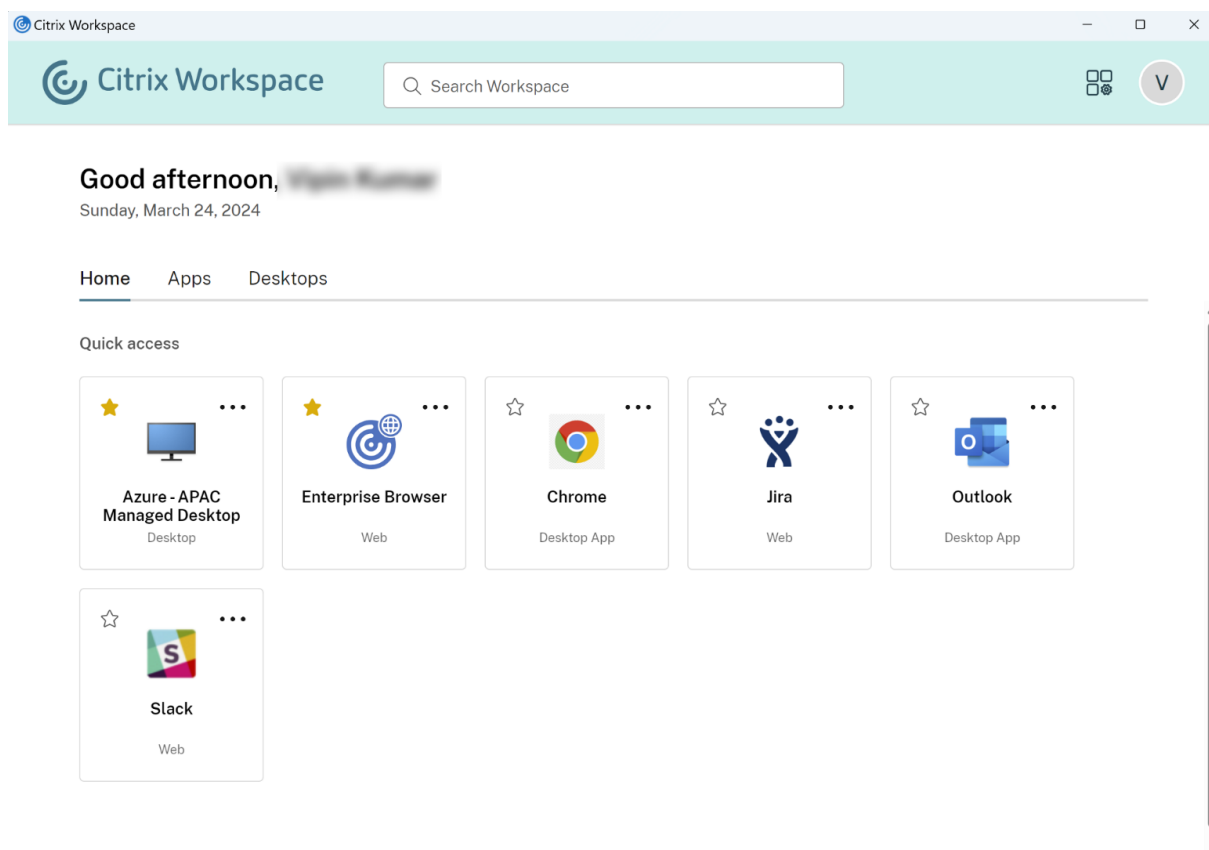 Citrix Workspace
Citrix Workspace
Search Workspace
V
Good afternoon,
Sunday, March 24, 2024
Home Apps Desktops
Quick access
Azure - APAC
Managed Desktop
Desktop
Enterprise Browser
Web
Chrome
Desktop App
Jira
Web
Outlook
Desktop App
Slack
Web